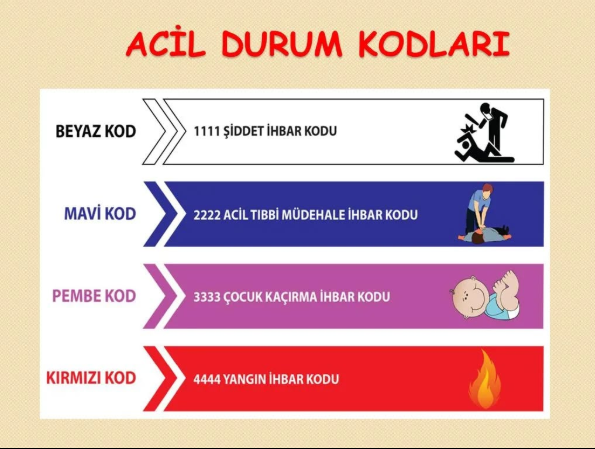 ACİL DURUM KODLARI
BEYAZ KOD
1111 ŞİDDET İHBAR KODU
MAVİ KOD
2222 ACİL TIBBİ MÜDEHALE İHBAR KODU
PEMBE KOD
3333 ÇOCUK KAÇIRMA İHBAR KODU
KIRMIZI KOD
4444 YANGIN İHBAR KODU